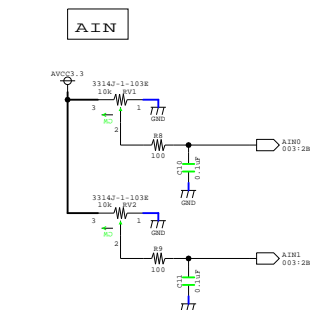 AIN
AVCC3.3
3314J-1-103E
10k RV1
3 1
2
GND
R8
100
AIN0
003:2B
C10
0.1uF
GND
3314J-1-103E
10k RV2
3 1
2
GND
R9
100
AIN1
003:2B
C11
0.1uF